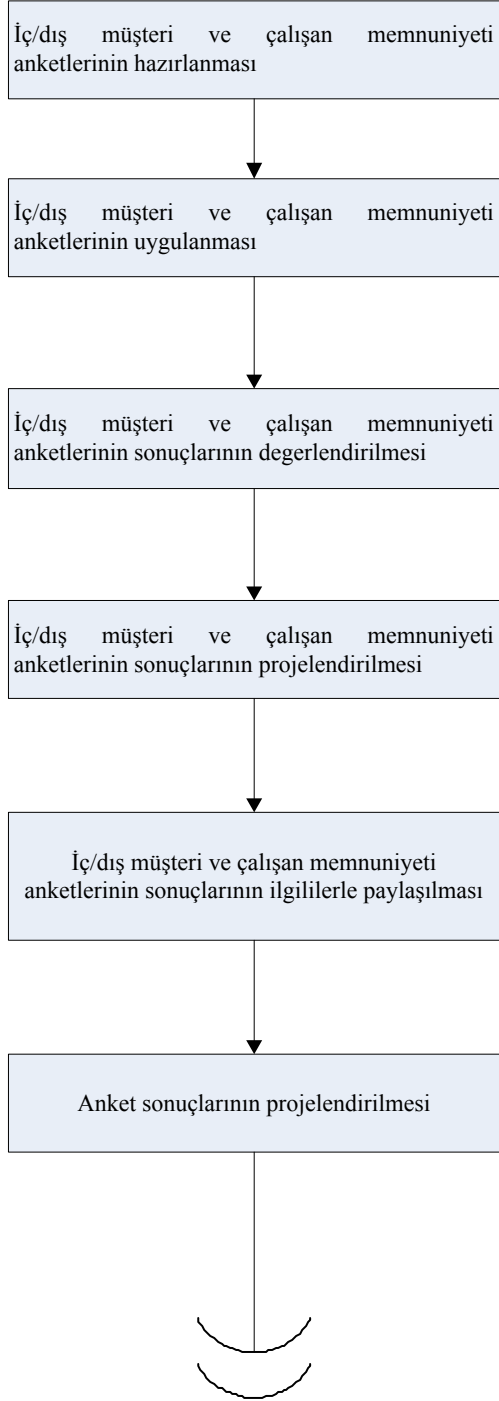 İç/dış müşteri ve çalışan memnuniyeti
anketlerinin hazırlanması
İç/dış müşteri ve çalışan memnuniyeti
anketlerinin uygulanması
İç/dış müşteri ve çalışan memnuniyeti
anketlerinin sonuçlarının degerlendirilmesi
İç/dış müşteri ve çalışan memnuniyeti
anketlerinin sonuçlarının projelendirilmesi
İç/dış müşteri ve çalışan memnuniyeti
anketlerinin sonuçlarının ilgililerle paylaşılması
Anket sonuçlarının projelendirilmesi